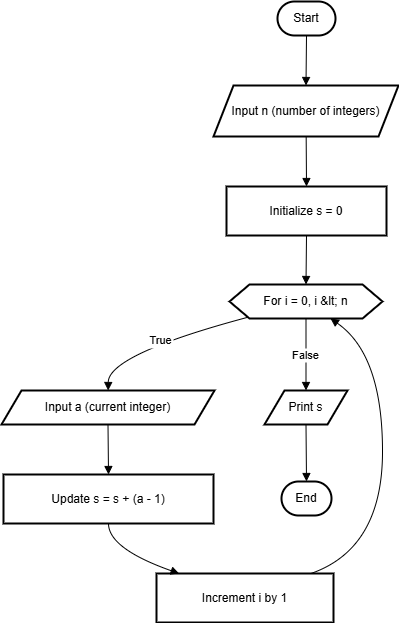 Start
Input n (number of integers)
Initialize s = 0
For i = 0, i &lt; n
True
False
Input a (current integer)
Print s
Update s = s + (a - 1)
End
Increment i by 1